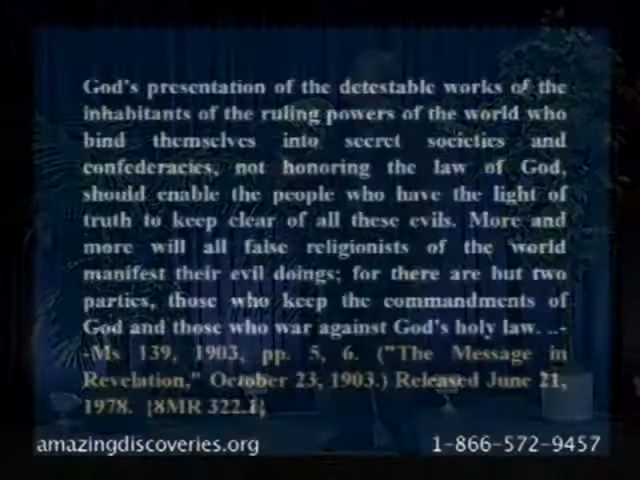 God's presentation of the detestable works of the
inhabitants of the ruling powers of the world who
bind themselves into secret societies and
confederacies, not honoring the law of God,
should enable the people who have the light of
truth to keep clear of all these evils. More and
more will all false religionists of the world
manifest their evil doings; for there are but two
parties, those who keep the commandments of
God and those who war against God's holy law. ..-
-Ms 139, 1903, pp. 5, 6. ("The Message in
Revelation," October 23, 1903.) Released June 21,
1978. {8MR 322.1}
amazingdiscoveries.org
1-866-572-9457